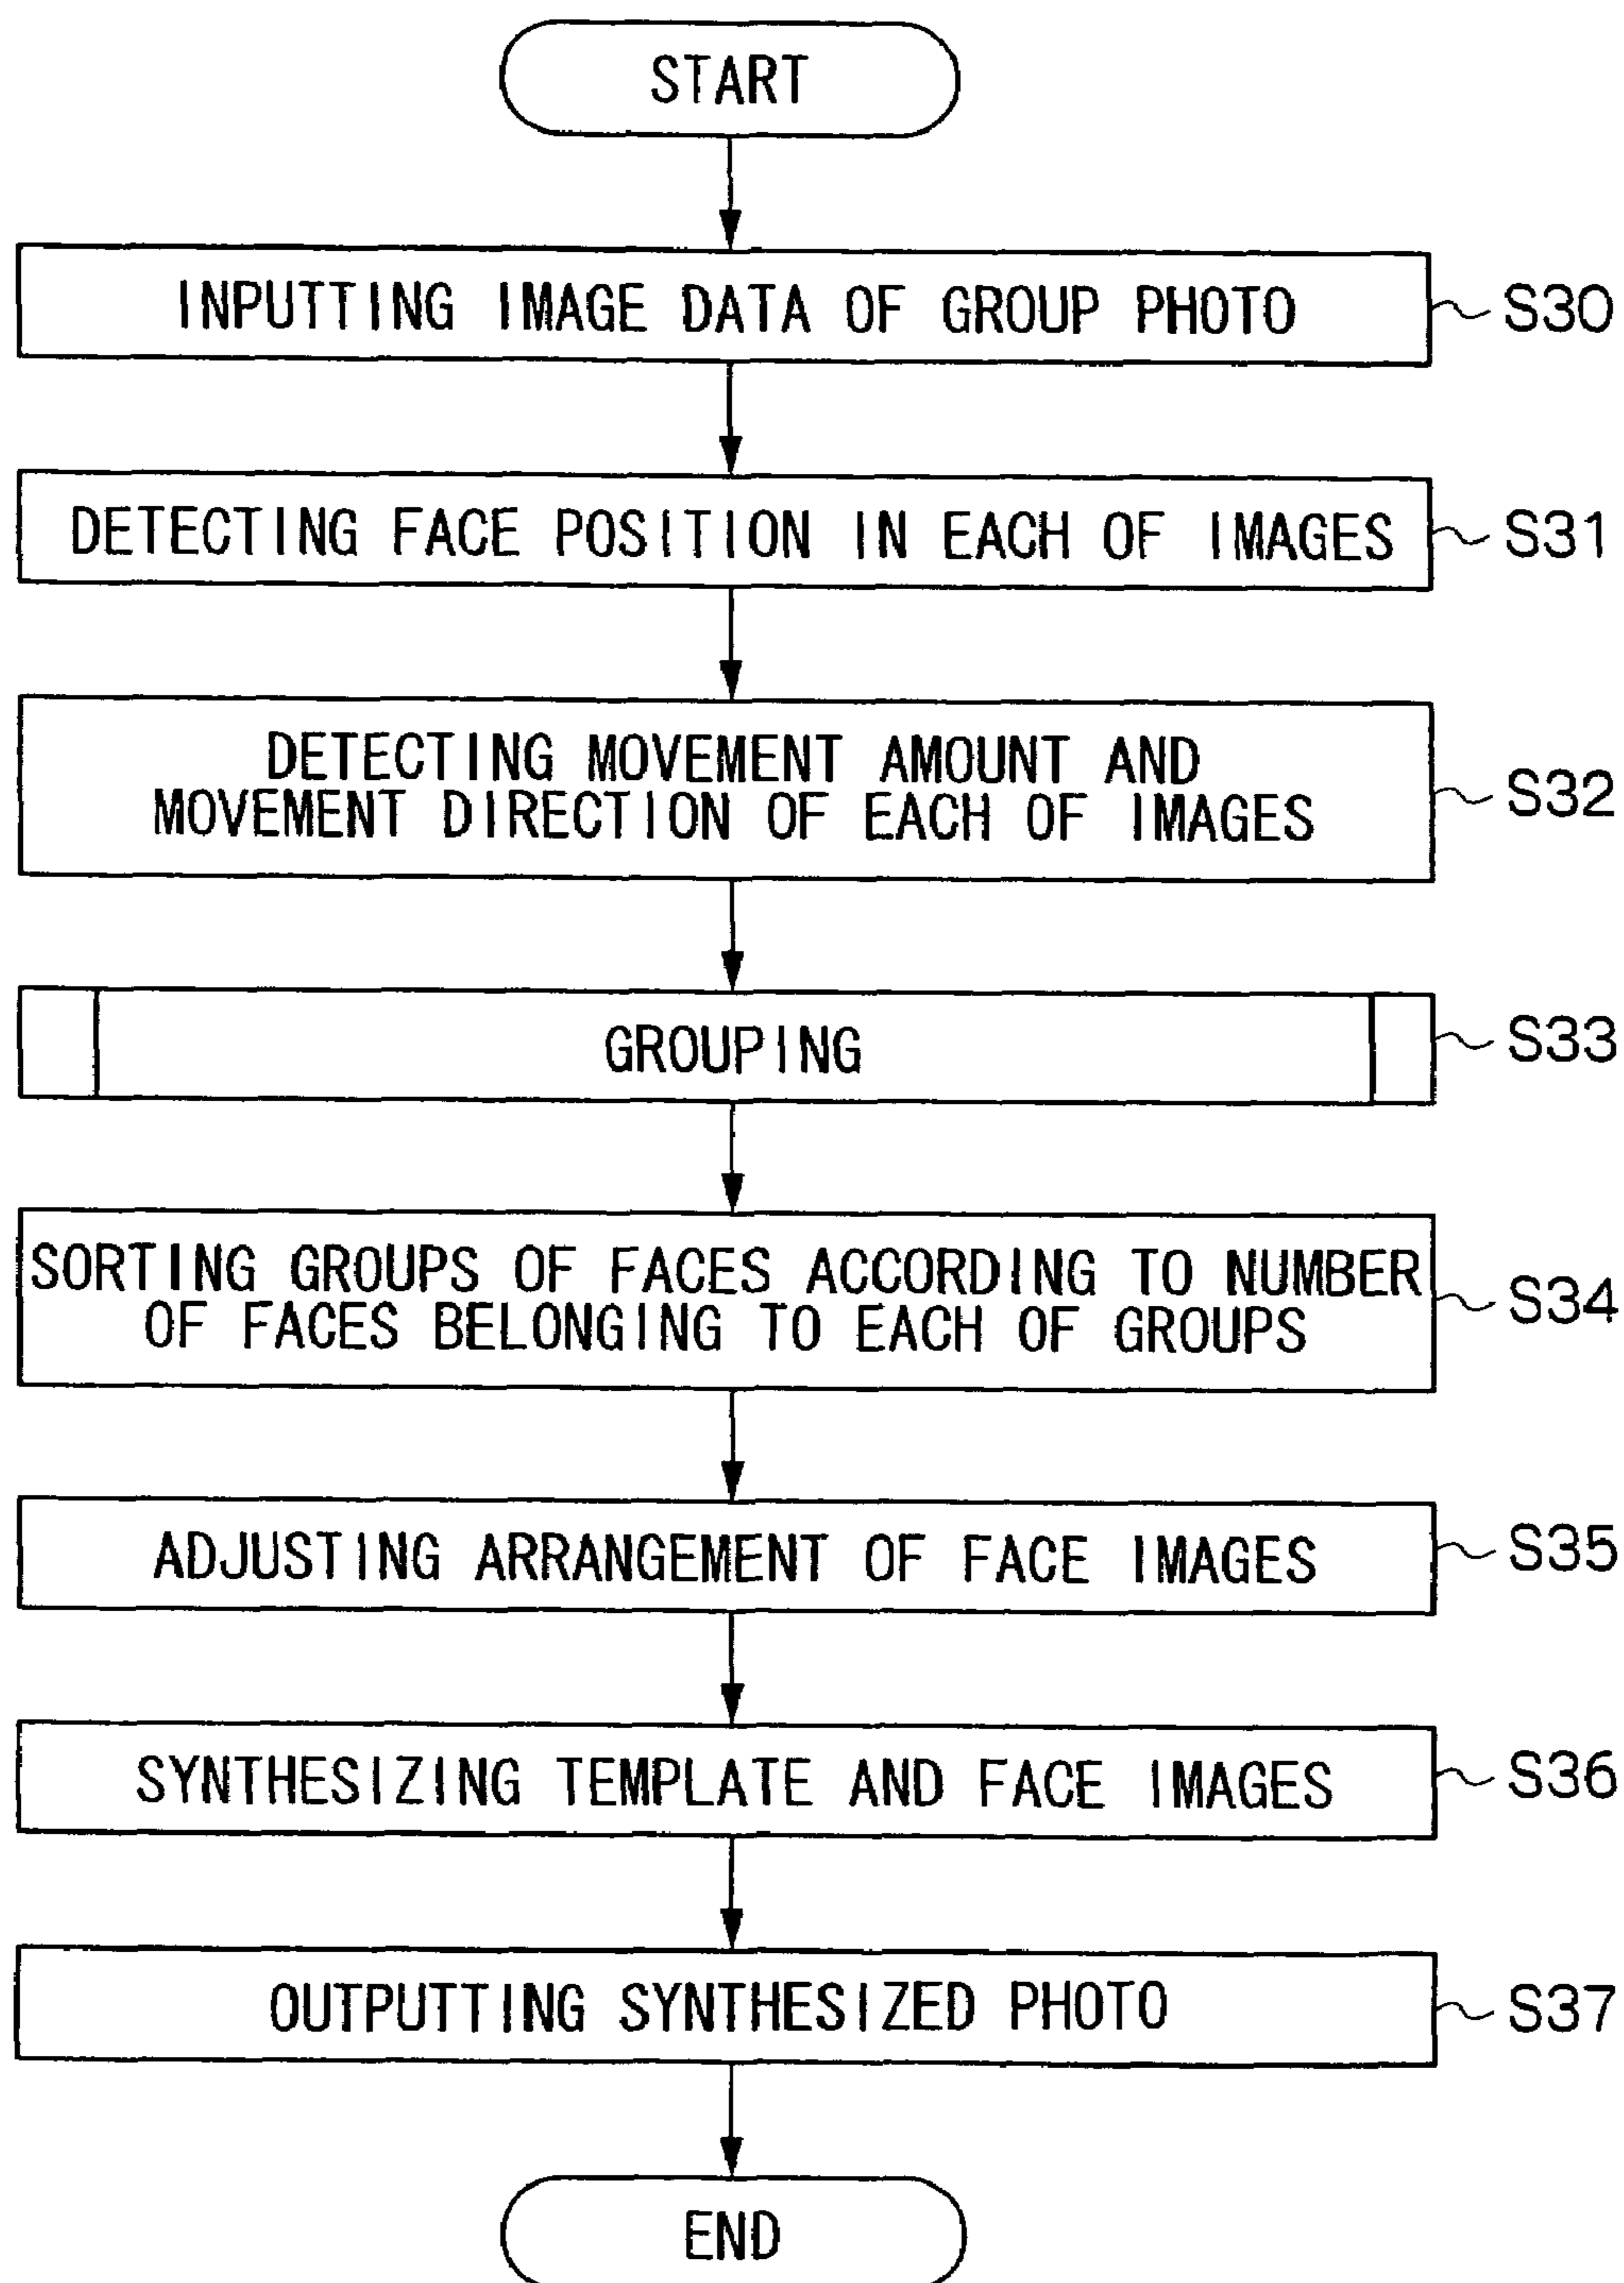 START
INPUTTING IMAGE DATA OF GROUP PHOTO
S30
DETECTING FACE POSITION IN EACH OF IMAGES
S31
DETECTING MOVEMENT AMOUNT AND
MOVEMENT DIRECTION OF EACH OF IMAGES
S32
GROUPING
S33
SORTING GROUPS OF FACES ACCORDING TO NUMBER
OF FACES BELONGING TO EACH OF GROUPS
S34
ADJUSTING ARRANGEMENT OF FACE IMAGES
S35
SYNTHESIZING TEMPLATE AND FACE IMAGES
S36
OUTPUTTING SYNTHESIZED PHOTO
S37
END